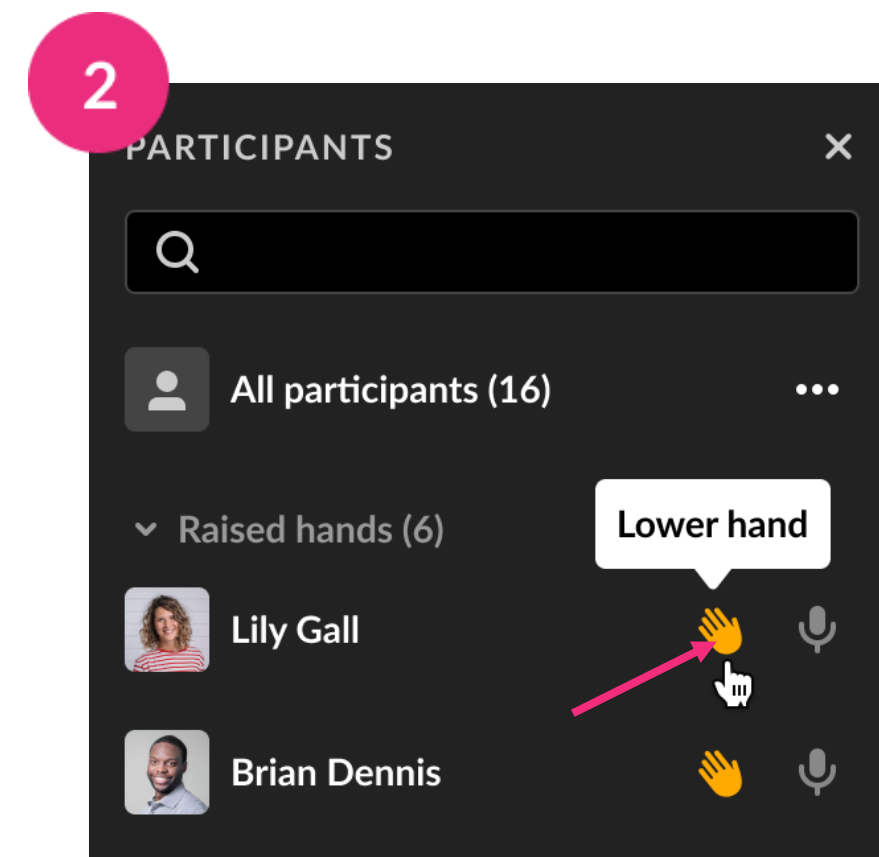 2
PARTICIPANTS
All participants (16)
Raised hands (6)
Lower hand
Lily Gall
Brian Dennis